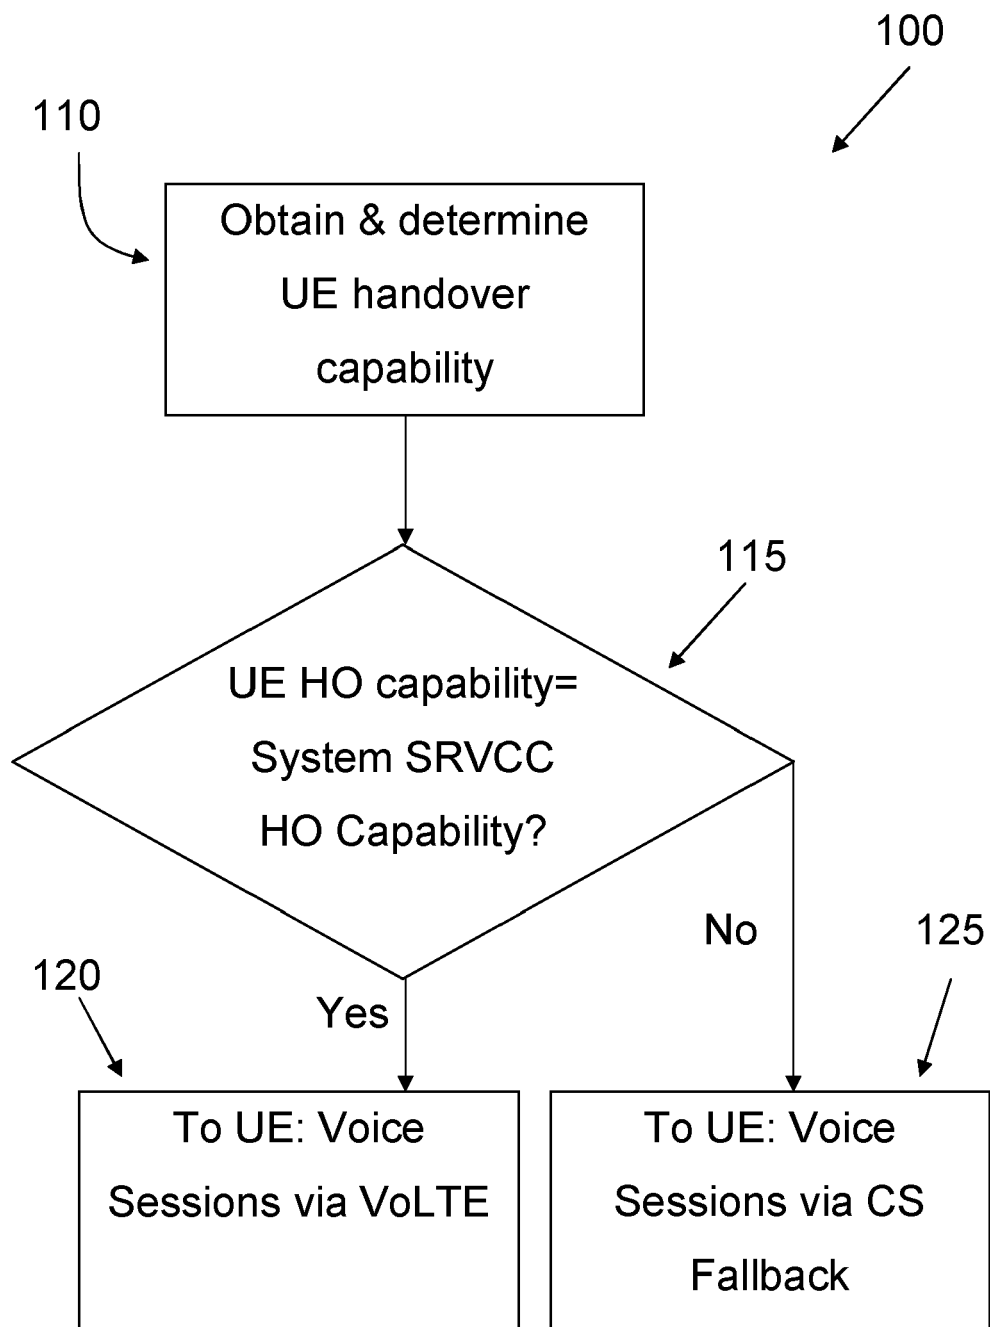 100
110
Obtain & determine
UE handover
capability
115
UE HO capability=
System SRVCC
HO Capability?
No
125
120
Yes
To UE: Voice
Sessions via VoLTE
To UE: Voice
Sessions via CS
Fallback